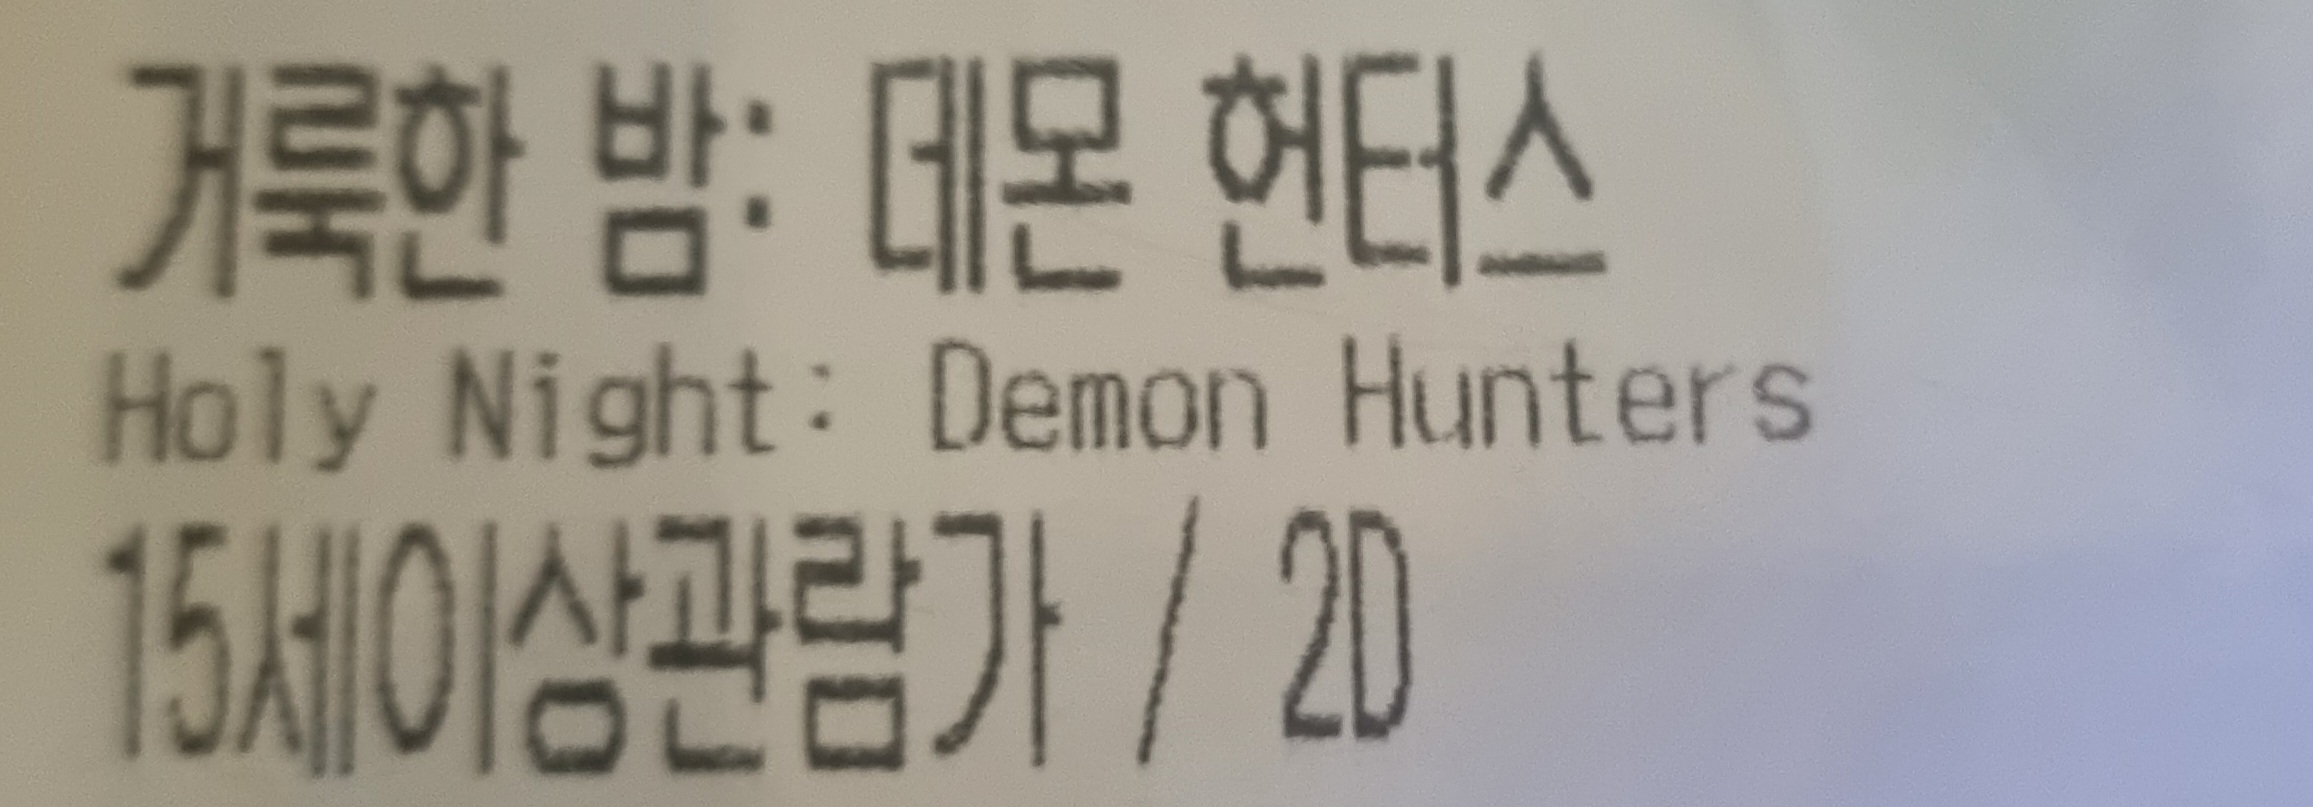 거룩한 밤: 데몬 헌터스
Holy Night: Demon Hunters
15세이상관람가 / 2D